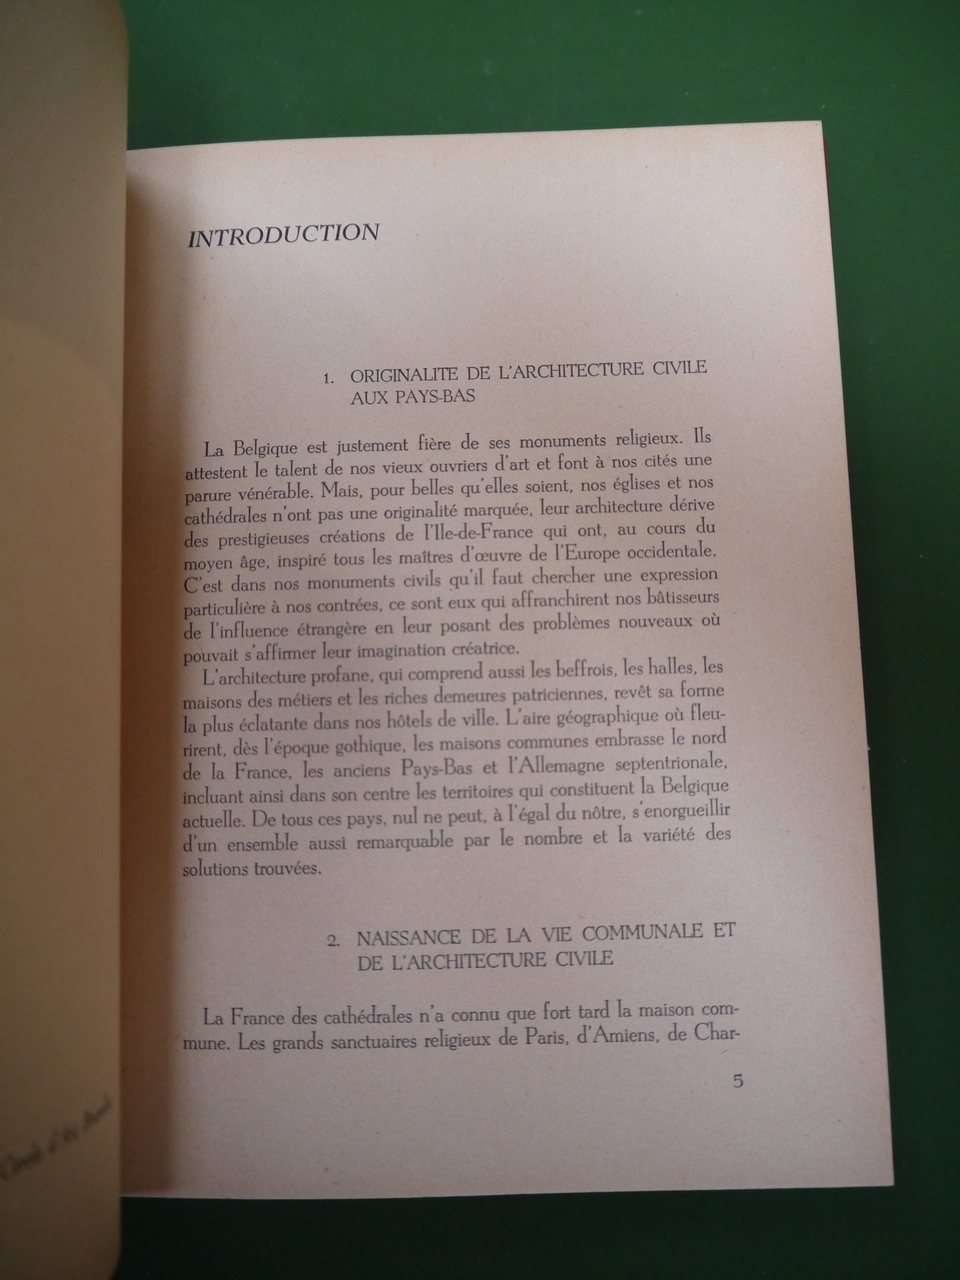 INTRODUCTION
1. ORIGINALITE DE L'ARCHITECTURE CIVILE
AUX PAYS-BAS
La Belgique est justement fière de ses monuments religieux. Ils
attestent le talent de nos vieux ouvriers d'art et font à nos cités une
parure vénérable. Mais, pour belles qu'elles soient, nos églises et nos
cathédrales n'ont pas une originalité marquée, leur architecture dérive
des prestigieuses créations de l'Ile-de-France qui ont, au cours du
moyen âge, inspiré tous les maîtres d'œuvre de l'Europe occidentale.
C'est dans nos monuments civils qu'il faut chercher une expression
particulière à nos contrées, ce sont eux qui affranchirent nos bâtisseurs
de l'influence étrangère en leur posant des problèmes nouveaux où
pouvait s'affirmer leur imagination créatrice.
L'architecture profane, qui comprend aussi les beffrois, les halles, les
maisons des métiers et les riches demeures patriciennes, revêt sa forme
la plus éclatante dans nos hôtels de ville. L'aire géographique où fleu-
rirent, dès l'époque gothique, les maisons communes embrasse le nord
de la France, les anciens Pays-Bas et l'Allemagne septentrionale,
incluant ainsi dans son centre les territoires qui constituent la Belgique
actuelle. De tous ces pays, nul ne peut, à l'égal du nôtre, s'enorgueillir
d'un ensemble aussi remarquable par le nombre et la variété des
solutions trouvées.
2. NAISSANCE DE LA VIE COMMUNALE ET
DE L'ARCHITECTURE CIVILE
La France des cathédrales n'a connu que fort tard la maison com-
mune. Les grands sanctuaires religieux de Paris, d'Amiens, de Char-
5